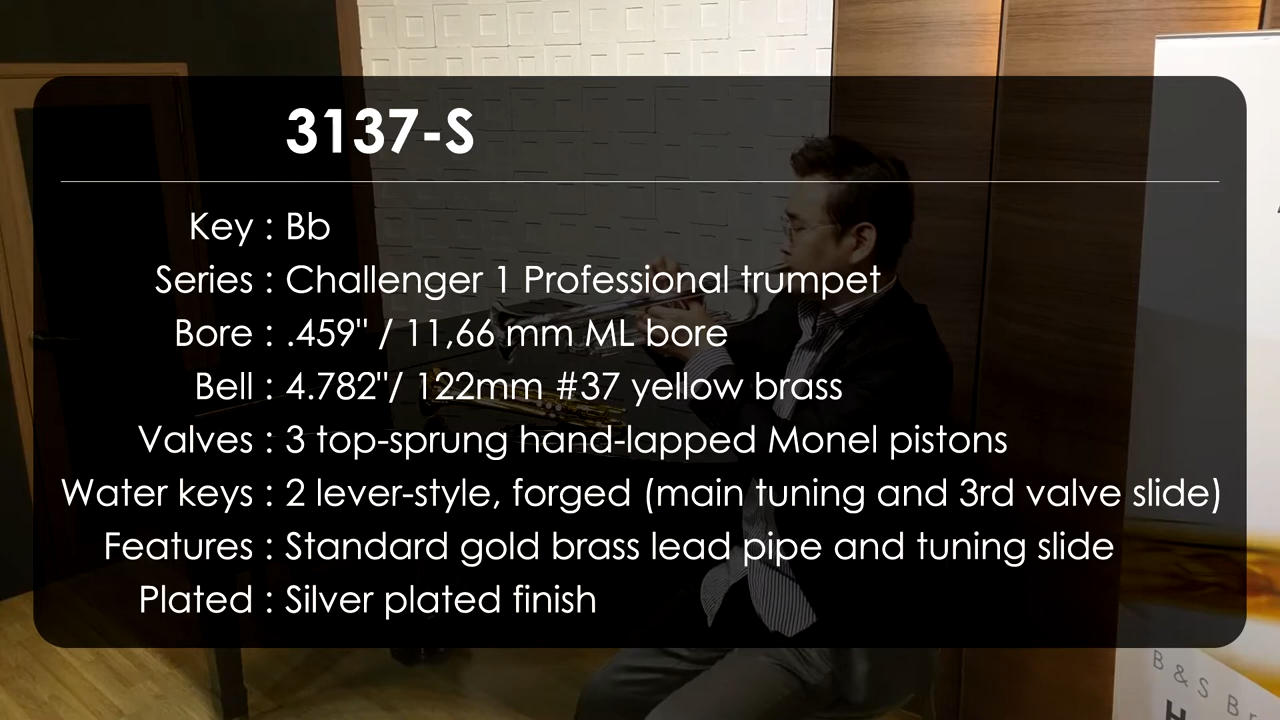 3137-S
Key : Bb
Series : Challenger 1 Professional trumpet
Bore : .459" / 11,66 mm ML bore
Bell : 4.782"/ 122mm #37 yellow brass
Valves : 3 top-sprung hand-lapped Monel pistons
Water keys : 2 lever-style, forged (main tuning and 3rd valve slide)
Features : Standard gold brass lead pipe and tuning slide
Plated : Silver plated finish
B & S